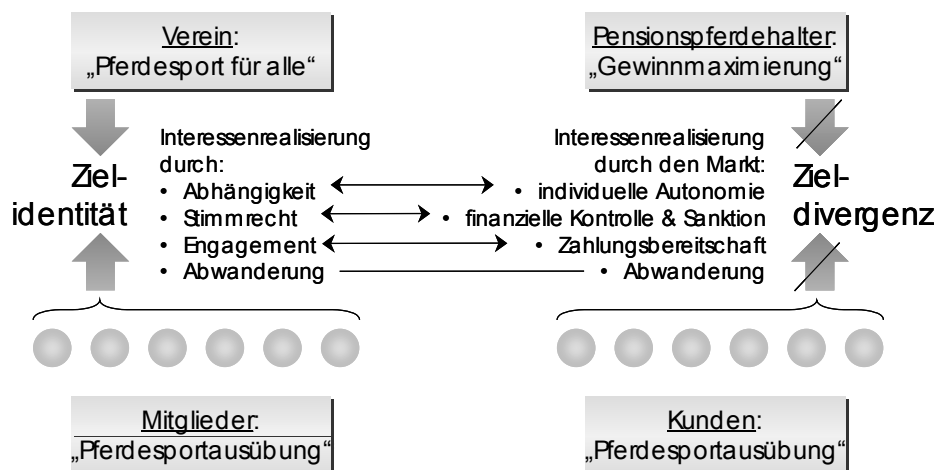 Verein:
„Pferdesport für alle“
Pensionspferdehalter:
„Gewinnmaximierung“
Ziel-
identität
Interessenrealisierung
durch:
• Abhängigkeit
• Stimmrecht
• Engagement
• Abwanderung
Interessenrealisierung
durch den Markt:
• individuelle Autonomie
• finanzielle Kontrolle & Sanktion
• Zahlungsbereitschaft
• Abwanderung
Ziel-
divergenz
Mitglieder:
„Pferdesportausübung“
Kunden:
„Pferdesportausübung“